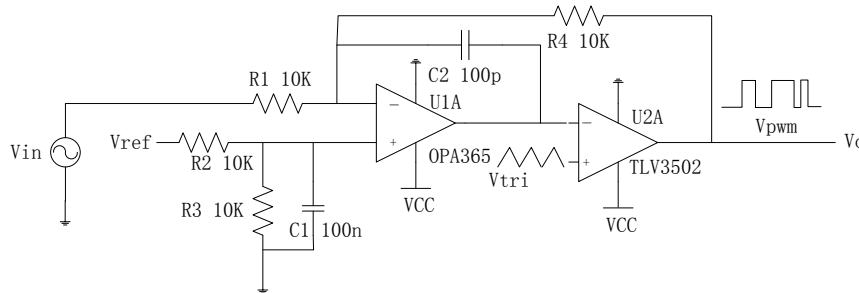 R4 10K
C2 100p
R1 10K
U1A
U2A
Vpwm
Vref
Vin
R2 10K
OPA365
Vtri
TLV3502
VCC
R3 10K
C1 100n
VCC